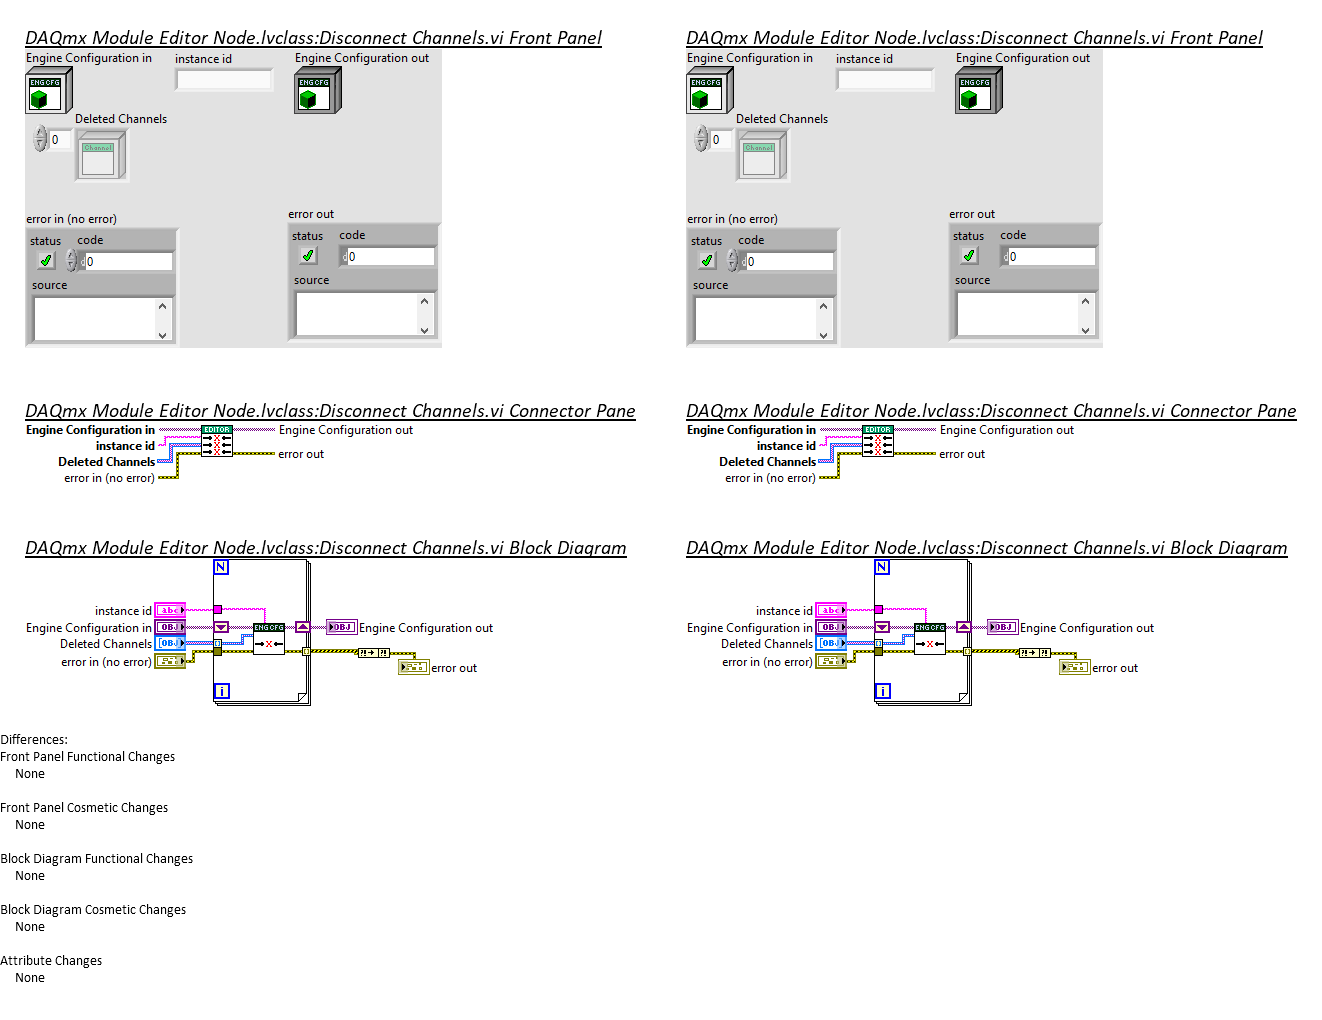 DAQmx Module Editor Node.lvclass:Disconnect Channels.vi Front Panel
Engine Configuration in
instance id
Engine Configuration out
ENG CFG
ENG CFG
Deleted Channels
0
Channel
error in (no error)
error out
status
code
status
code
d0
d0
source
source
DAQmx Module Editor Node.lvclass:Disconnect Channels.vi Front Panel
Engine Configuration in
instance id
Engine Configuration out
ENG CFG
ENG CFG
Deleted Channels
0
Channel
error in (no error)
error out
status
code
status
code
d0
d0
source
source
DAQmx Module Editor Node.lvclass:Disconnect Channels.vi Connector Pane
Engine Configuration in
EDITOR
Engine Configuration out
instance id
Deleted Channels
error out
error in (no error)
DAQmx Module Editor Node.lvclass:Disconnect Channels.vi Connector Pane
Engine Configuration in
EDITOR
Engine Configuration out
instance id
Deleted Channels
error out
error in (no error)
DAQmx Module Editor Node.lvclass:Disconnect Channels.vi Block Diagram
N
instance id
abc
Engine Configuration in
OBJ
ENG CFG
OBJ
Engine Configuration out
Deleted Channels
[OBJ
error in (no error)
?! ?!
error out
i
DAQmx Module Editor Node.lvclass:Disconnect Channels.vi Block Diagram
N
instance id
abc
Engine Configuration in
OBJ
ENG CFG
OBJ
Engine Configuration out
Deleted Channels
[OBJ
error in (no error)
?! ?!
error out
i
Differences:
Front Panel Functional Changes
None
Front Panel Cosmetic Changes
None
Block Diagram Functional Changes
None
Block Diagram Cosmetic Changes
None
Attribute Changes
None